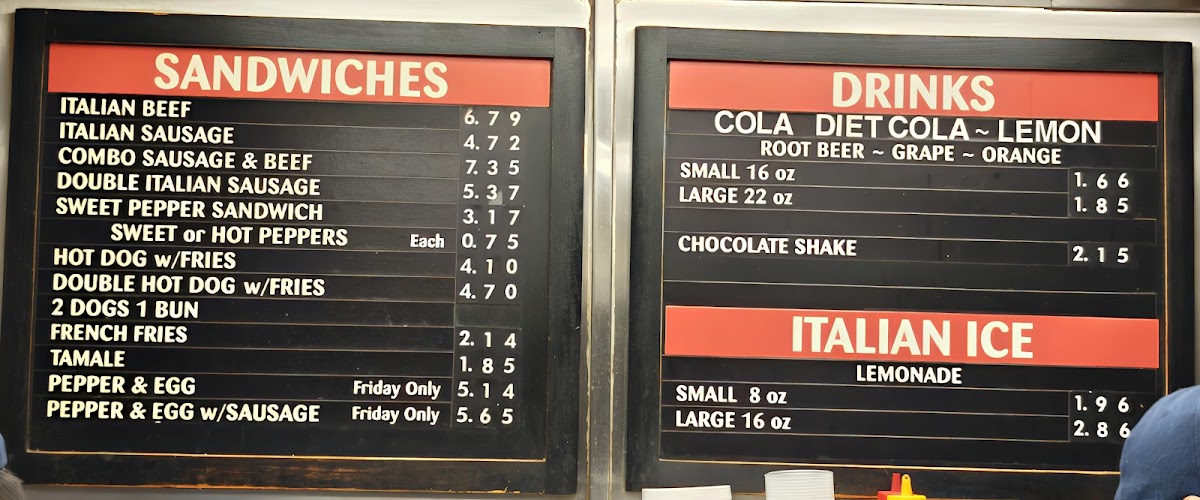 SANDWICHES
ITALIAN BEEF 6.79
ITALIAN SAUSAGE 4.72
COMBO SAUSAGE & BEEF 7.35
DOUBLE ITALIAN SAUSAGE 5.37
SWEET PEPPER SANDWICH 3.17
SWEET or HOT PEPPERS Each 0.75
HOT DOG w/FRIES 4.10
DOUBLE HOT DOG w/FRIES 4.70
2 DOGS 1 BUN
FRENCH FRIES 2.14
TAMALE 1.85
PEPPER & EGG Friday Only 5.14
PEPPER & EGG w/SAUSAGE Friday Only 5.65
DRINKS
COLA DIET COLA ~ LEMON
ROOT BEER ~ GRAPE ~ ORANGE
SMALL 16 oz 1.66
LARGE 22 oz 1.85
CHOCOLATE SHAKE 2.15
ITALIAN ICE
LEMONADE
SMALL 8 oz 1.96
LARGE 16 oz 2.86